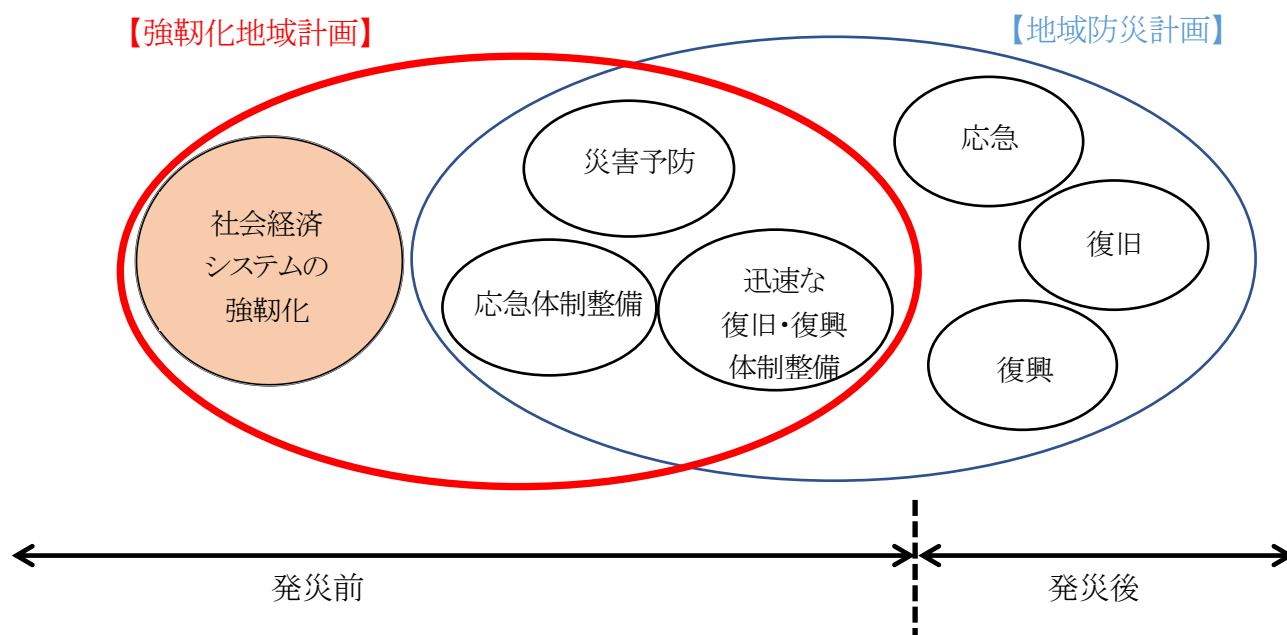 【強靱化地域計画】
【地域防災計画】
社会経済
システムの
強靱化
災害予防
応急体制整備
迅速な
復旧・復興
体制整備
応急
復旧
復興
発災前
発災後